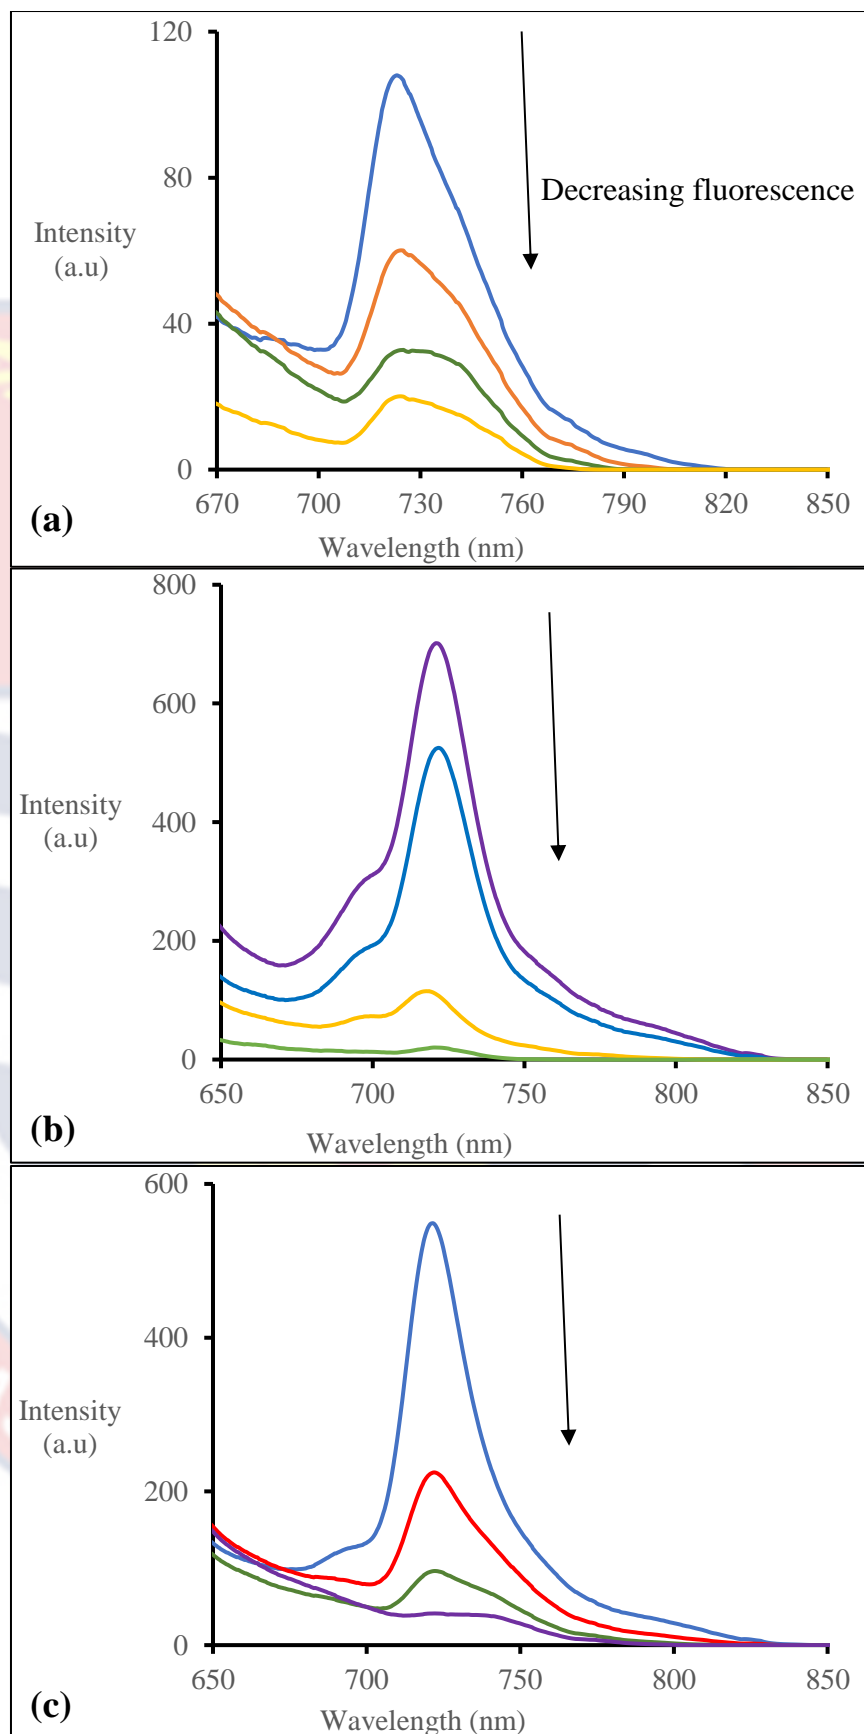 120
80
Decreasing fluorescence
Intensity
(a.u)
40
0
670 700 730 760 790 820 850
(a)
Wavelength (nm)
800
600
Intensity
(a.u)
400
200
0
650 700 750 800 850
(b)
Wavelength (nm)
600
400
Intensity
(a.u)
200
0
650 700 750 800 850
(c)
Wavelength (nm)